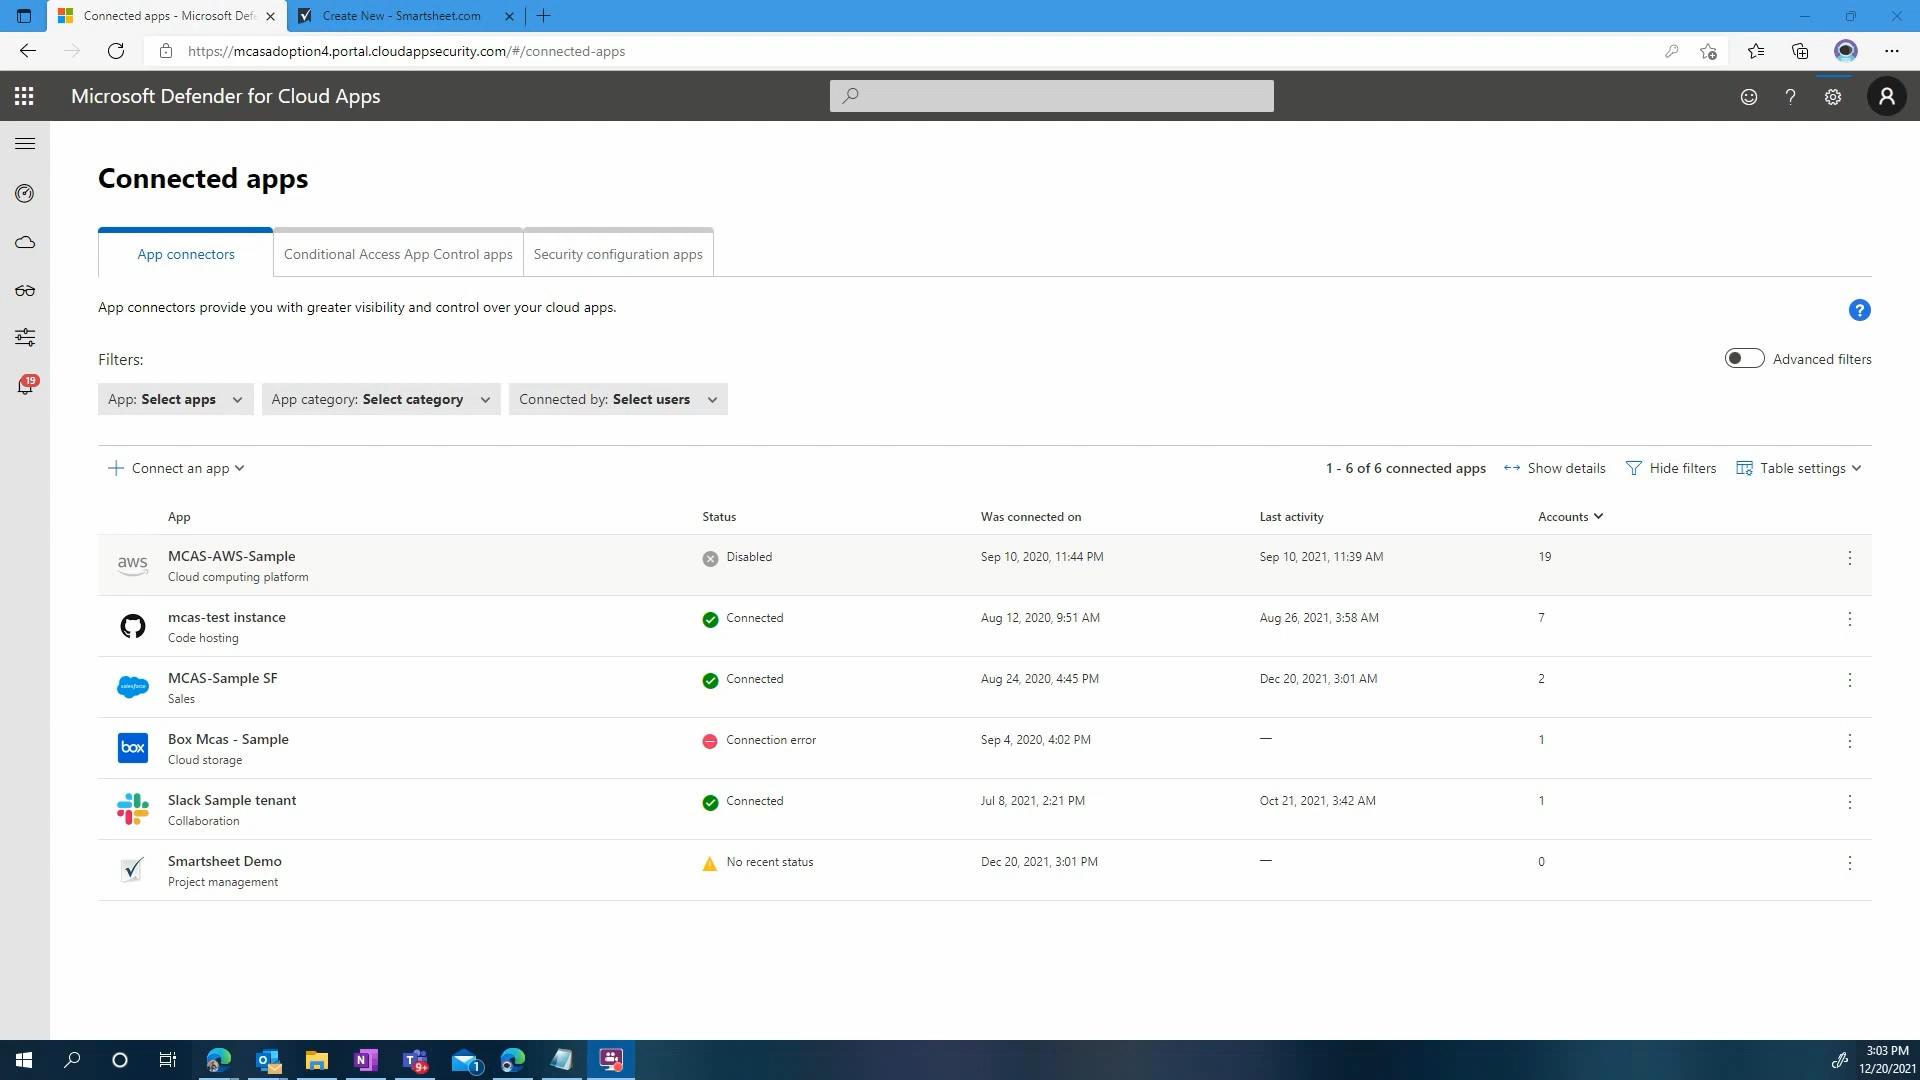 Connected apps - Microsoft Def
Create New - Smartsheet.com
https://mcasadoption4.portal.cloudappsecurity.com/#/connected-apps
Microsoft Defender for Cloud Apps
Connected apps
App connectors
Conditional Access App Control apps
Security configuration apps
App connectors provide you with greater visibility and control over your cloud apps.
?
Filters:
Advanced filters
App: Select apps
App category: Select category
Connected by: Select users
19
Connect an app
1 - 6 of 6 connected apps
Show details
Hide filters
Table settings
App Status Was connected on Last activity Accounts
aws
MCAS-AWS-Sample Disabled Sep 10, 2020, 11:44 PM Sep 10, 2021, 11:39 AM 19
Cloud computing platform
mcas-test instance Connected Aug 12, 2020, 9:51 AM Aug 26, 2021, 3:58 AM 7
Code hosting
salesforce
MCAS-Sample SF Connected Aug 24, 2020, 4:45 PM Dec 20, 2021, 3:01 AM 2
Sales
box
Box Mcas - Sample Connection error Sep 4, 2020, 4:02 PM — 1
Cloud storage
Slack Sample tenant Connected Jul 8, 2021, 2:21 PM Oct 21, 2021, 3:42 AM 1
Collaboration
Smartsheet Demo No recent status Dec 20, 2021, 3:01 PM — 0
Project management
9+
1
3:03 PM
12/20/2021